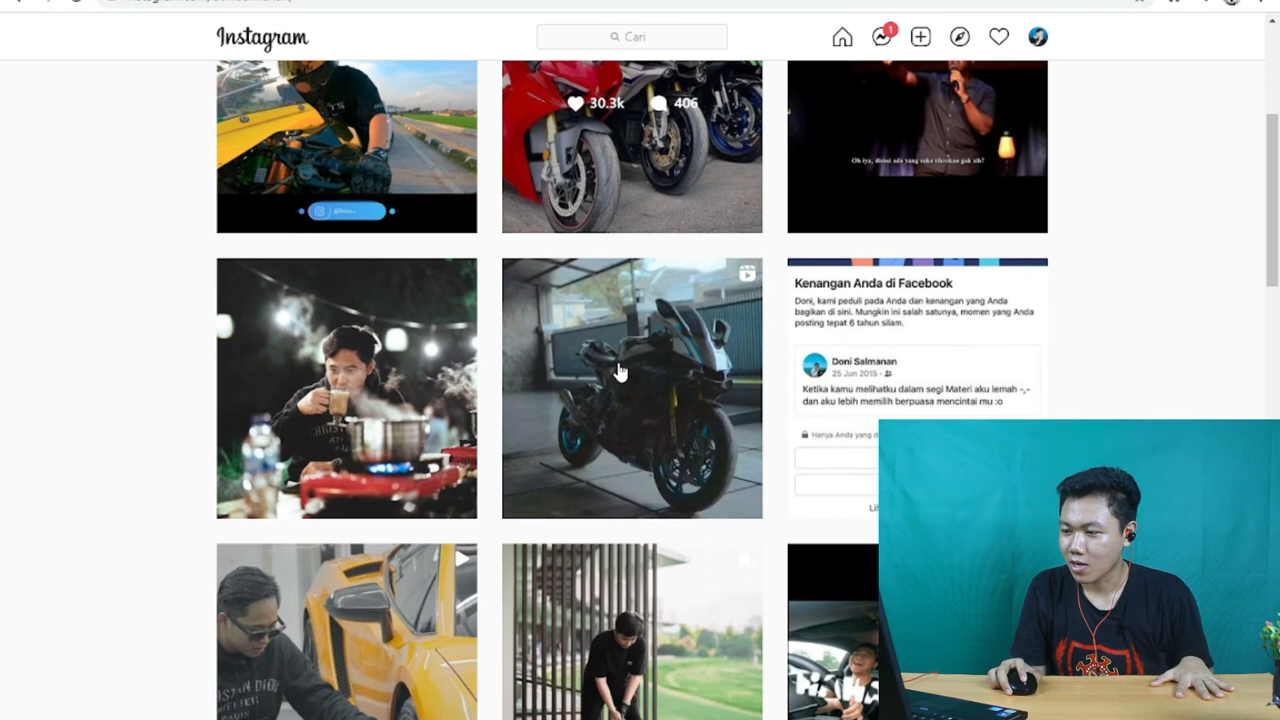 Instagram
Cari
1
30.3k
406
Oh iya, disini ada yang suka tiktokan gak sih?
Kenangan Anda di Facebook
Doni, kami peduli pada Anda dan kenangan yang Anda
bagikan di sini. Mungkin ini salah satunya, momen yang Anda
posting tepat 6 tahun silam.
Doni Salmanan
25 Jun 2015
Ketika kamu melihatku dalam segi Materi aku lemah -,-
dan aku lebih memilih berpuasa mencintai mu :o
Hanya Anda yang d